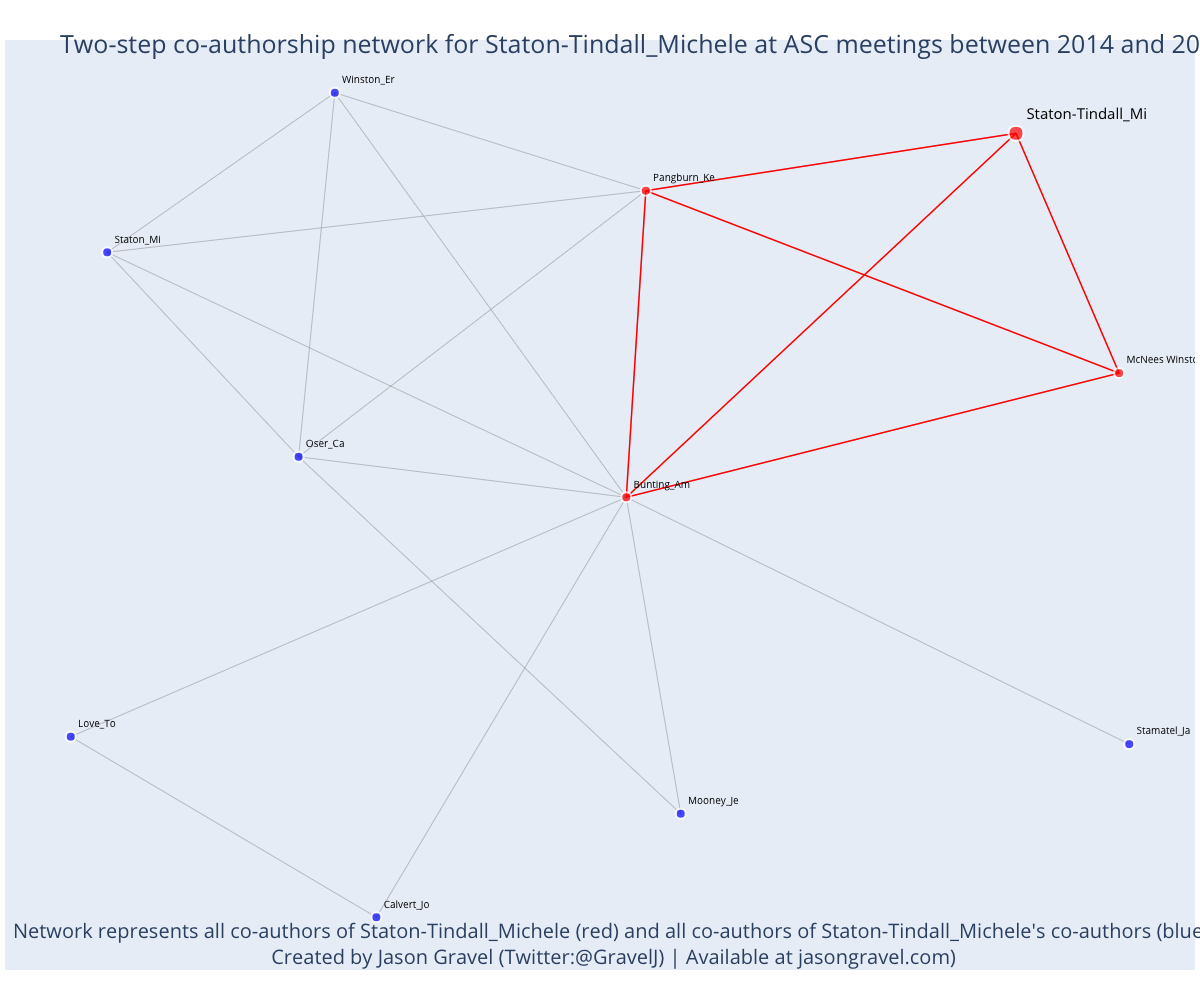 Two-step co-authorship network for Staton-Tindall_Michele at ASC meetings between 2014 and 20
Winston_Er
Staton-Tindall_Mi
Pangburn_Ke
Staton_Mi
McNees Winsto
Oser_Ca
Bunting_Am
Love_To
Stamatel_Ja
Mooney_Je
Calvert_Jo
Network represents all co-authors of Staton-Tindall_Michele (red) and all co-authors of Staton-Tindall_Michele's co-authors (blue
Created by Jason Gravel (Twitter:@GravelJ) | Available at jasongravel.com)